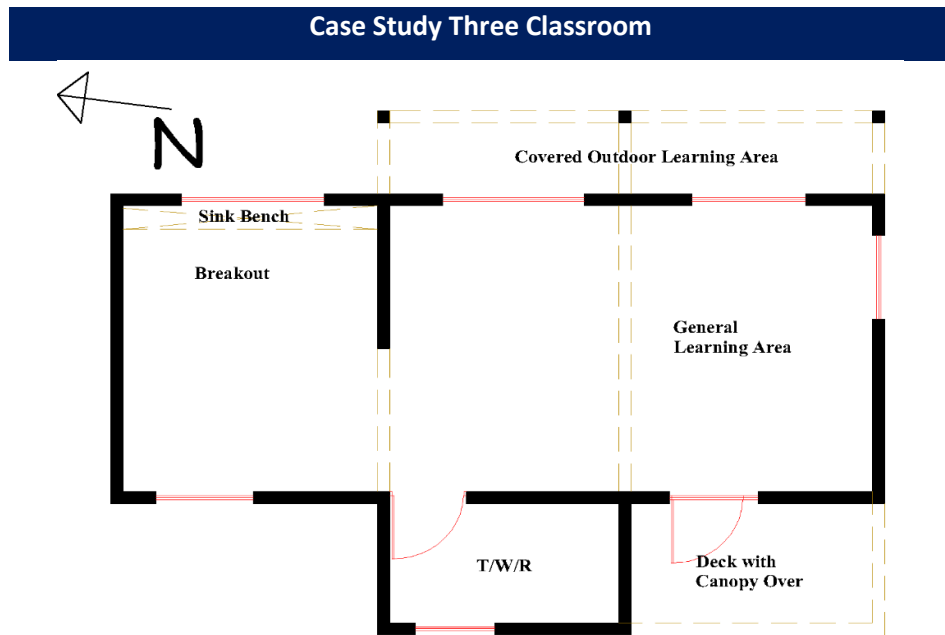 Case Study Three Classroom
N
Covered Outdoor Learning Area
Sink Bench
Breakout
General
Learning Area
T/W/R
Deck with
Canopy Over